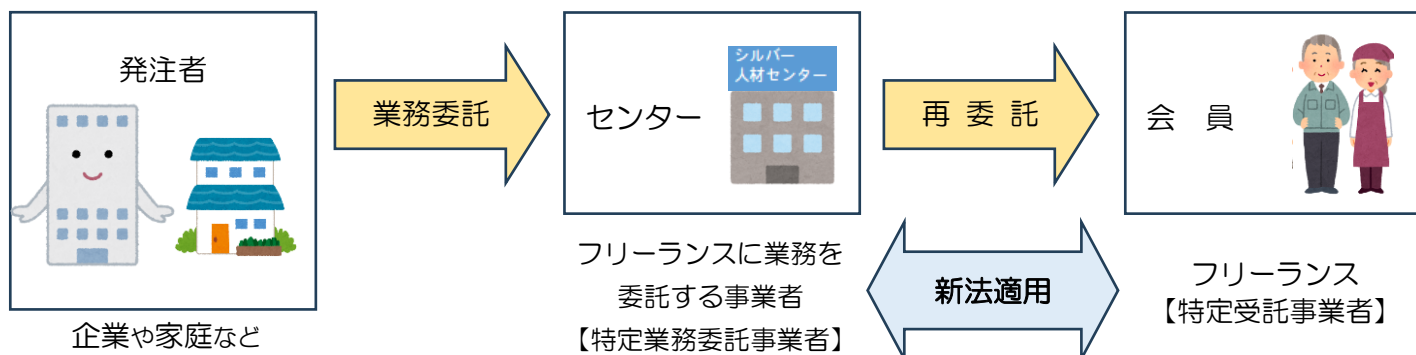 発注者
企業や家庭など
業務委託
センター
シルバー
人材センター
フリーランスに業務を
委託する事業者
【特定業務委託事業者】
再 委 託
新法適用
会 員
フリーランス
【特定受託事業者】